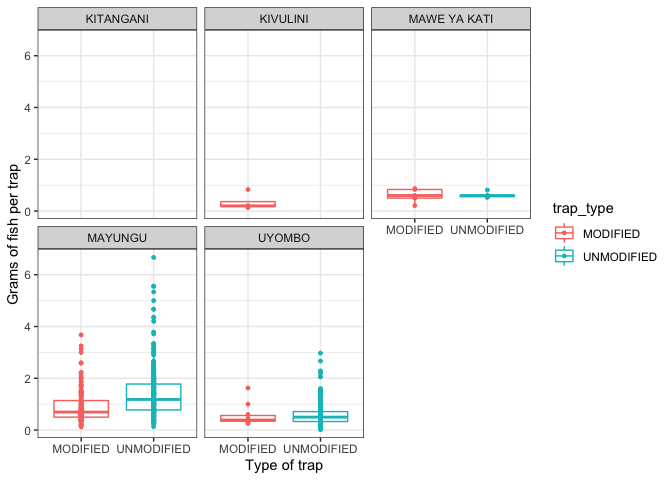 KITANGANI KIVULINI MAWE YA KATI
6
4
2
0
MODIFIED UNMODIFIED
MAYUNGU UYOMBO
6
4
2
0
MODIFIED UNMODIFIED MODIFIED UNMODIFIED
Type of trap
Grams of fish per trap
trap_type
MODIFIED
UNMODIFIED